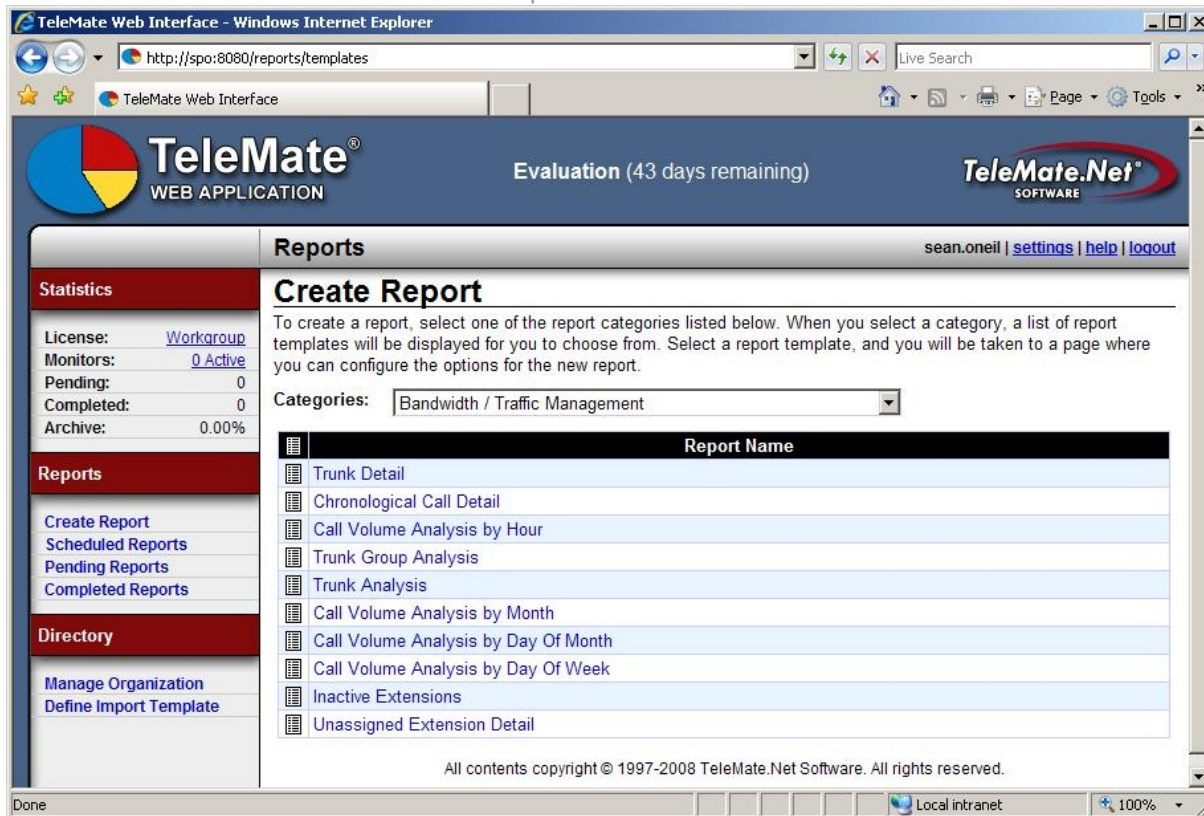 TeleMate Web Interface - Windows Internet Explorer
http://spo:8080/reports/templates
Live Search
TeleMate Web Interface
Page
Tools
TeleMate®
WEB APPLICATION
Evaluation (43 days remaining)
TeleMate.Net
SOFTWARE
Reports
sean.oneil | settings | help | logout
Statistics
License: Workgroup
Monitors: 0 Active
Pending: 0
Completed: 0
Archive: 0.00%
Reports
Create Report
Scheduled Reports
Pending Reports
Completed Reports
Directory
Manage Organization
Define Import Template
Create Report
To create a report, select one of the report categories listed below. When you select a category, a list of report
templates will be displayed for you to choose from. Select a report template, and you will be taken to a page where
you can configure the options for the new report.
Categories: Bandwidth / Traffic Management
Report Name
Trunk Detail
Chronological Call Detail
Call Volume Analysis by Hour
Trunk Group Analysis
Trunk Analysis
Call Volume Analysis by Month
Call Volume Analysis by Day Of Month
Call Volume Analysis by Day Of Week
Inactive Extensions
Unassigned Extension Detail
All contents copyright © 1997-2008 TeleMate.Net Software. All rights reserved.
Done
Local intranet
100%